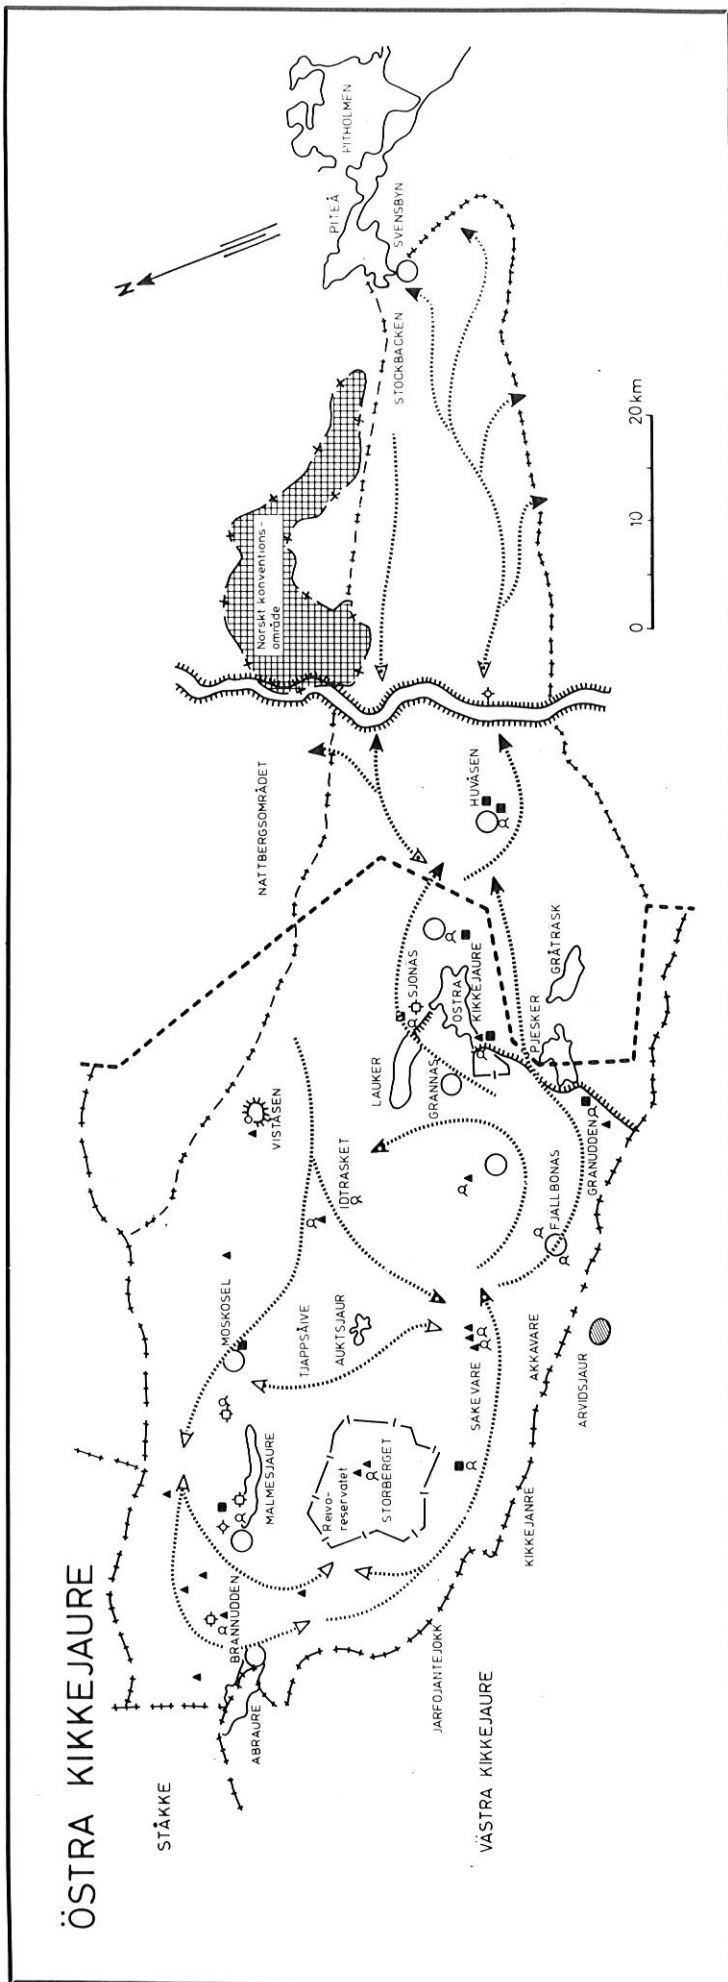 ÖSTRA KIKKEJAURE
STÅKKE
ABRAURE
BRANNUDDEN
MALMESJAURE
MOSKOSEL
VISTÅSEN
NATTBERGSOMRÅDET
Norskt konventions-
område
N
PITEÅ
PITHOLMEN
SVENSBYN
STOCKBACKEN
TJAPPSÅIVE
AUKTSJAUR
IDTRASKET
LAUKER
SJONAS
GRANNAS
ÖSTRA
KIKKEJAURE
HUVÅSEN
Reivo-
reservatet
STORBERGET
SAKEVARE
PJESKER
GRÅTRASK
GRANUDDEN
FJALLBONAS
AKKAVARE
ARVIDSJAUR
KIKKEJANRE
JARFOJANTEJOKK
VÄSTRA KIKKEJAURE
0 10 20 km